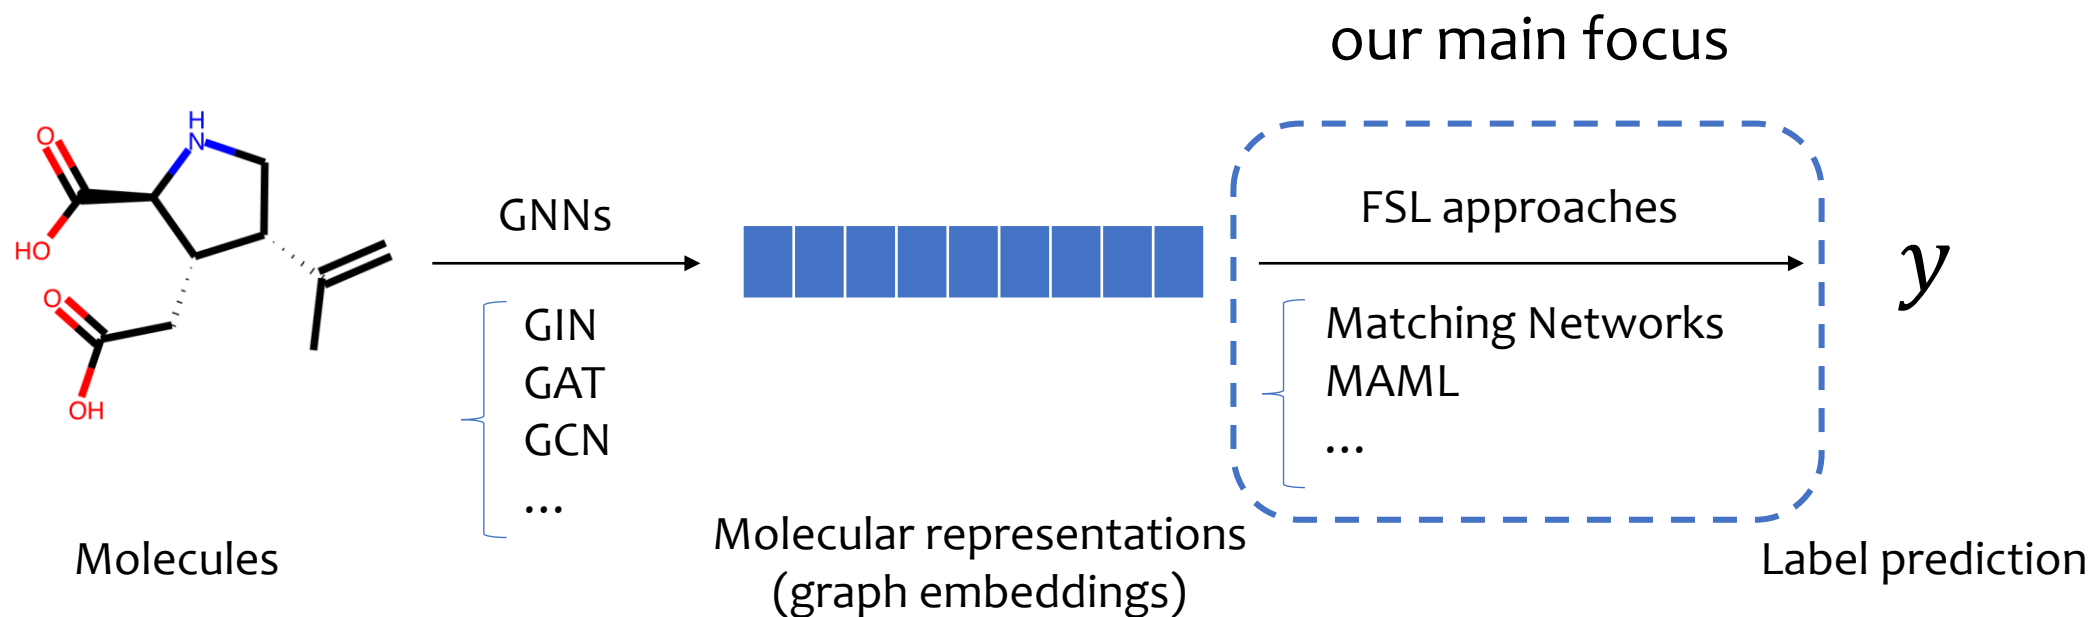 our main focus
H
N
O
HO
O
OH
GNNs
GIN
GAT
GCN
...
Molecules
Molecular representations
(graph embeddings)
FSL approaches
Matching Networks
MAML
...
y
Label prediction